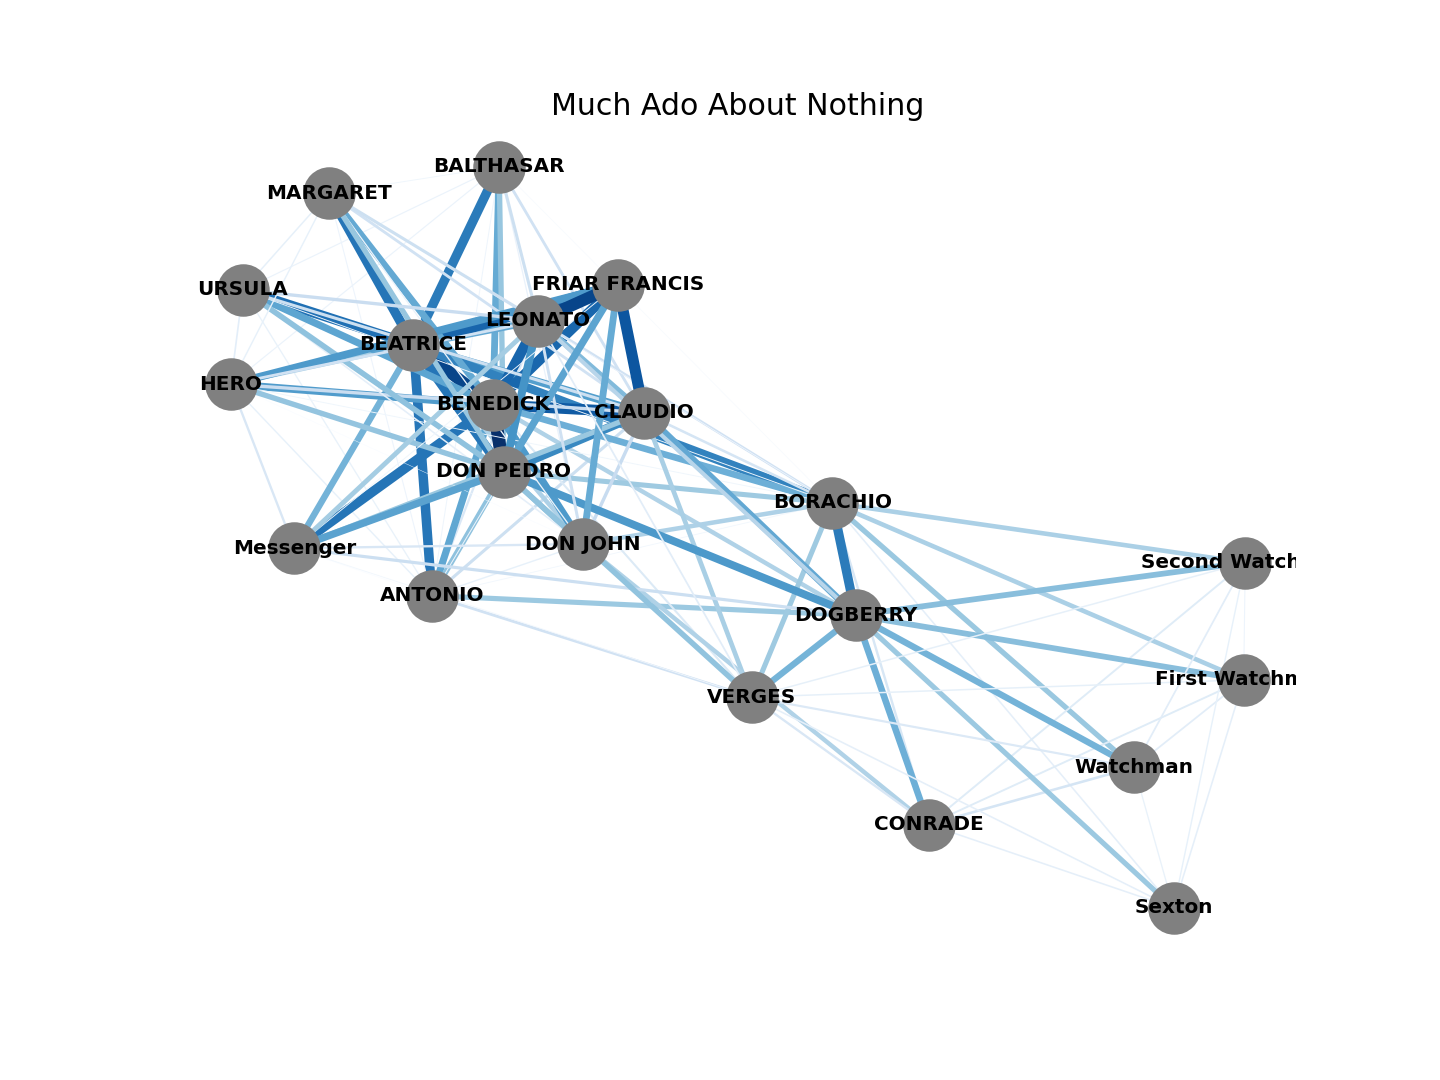 Much Ado About Nothing
BALTHASAR
MARGARET
FRIAR FRANCIS
URSULA
LEONATO
BEATRICE
HERO
BENEDICK
CLAUDIO
DON PEDRO
BORACHIO
DON JOHN
Messenger
Second Watch
ANTONIO
DOGBERRY
First Watchn
VERGES
Watchman
CONRADE
Sexton